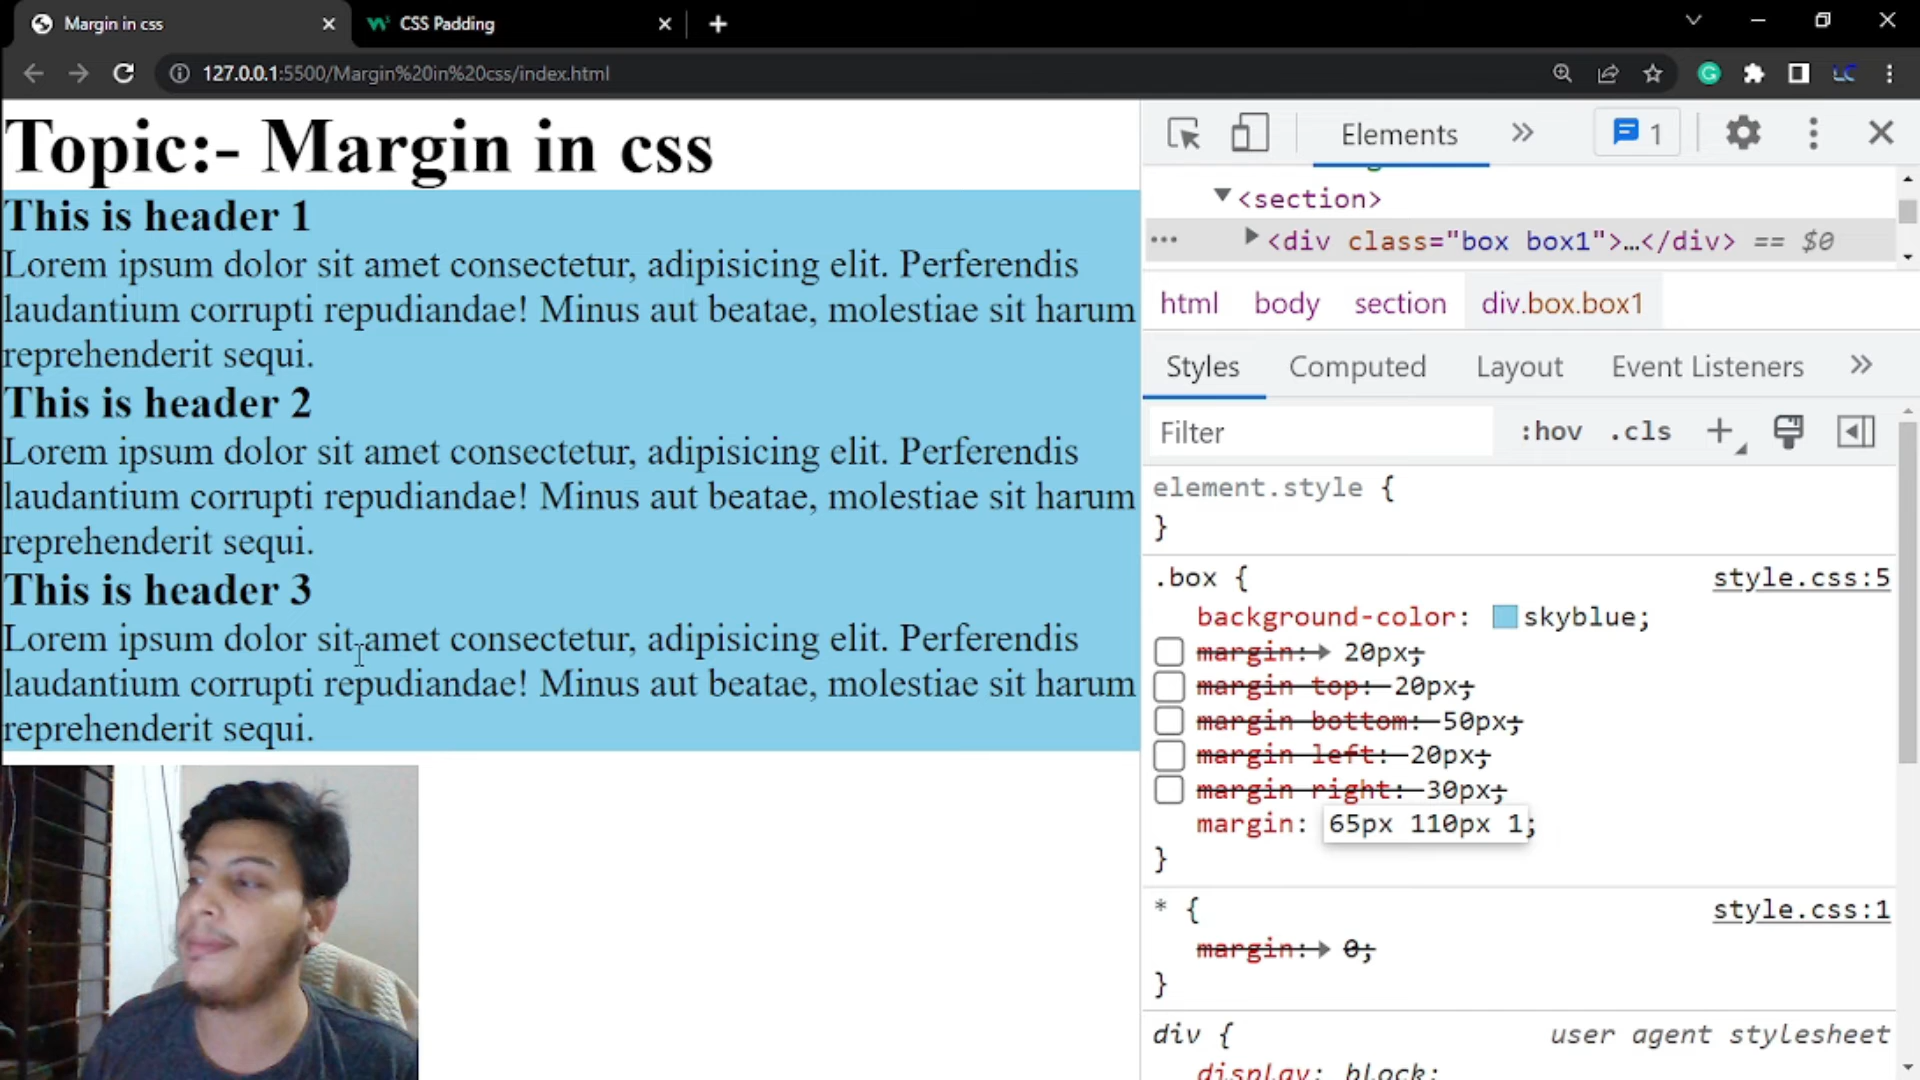 Margin in css
CSS Padding
127.0.0.1:5500/Margin%20in%20css/index.html
Topic:- Margin in css
This is header 1
Lorem ipsum dolor sit amet consectetur, adipisicing elit. Perferendis
laudantium corrupti repudiandae! Minus aut beatae, molestiae sit harum
reprehenderit sequi.
This is header 2
Lorem ipsum dolor sit amet consectetur, adipisicing elit. Perferendis
laudantium corrupti repudiandae! Minus aut beatae, molestiae sit harum
reprehenderit sequi.
This is header 3
Lorem ipsum dolor sit amet consectetur, adipisicing elit. Perferendis
laudantium corrupti repudiandae! Minus aut beatae, molestiae sit harum
reprehenderit sequi.
Elements
1
<section>
<div class="box box1">…</div> == $0
html body section div.box.box1
Styles Computed Layout Event Listeners
Filter :hov .cls
element.style {
}
.box { style.css:5
background-color: skyblue;
margin: 20px;
margin-top: 20px;
margin-bottom: 50px;
margin-left: 20px;
margin-right: 30px;
margin: 65px 110px 1;
}
* { style.css:1
margin: 0;
}
div { user agent stylesheet
display: block;